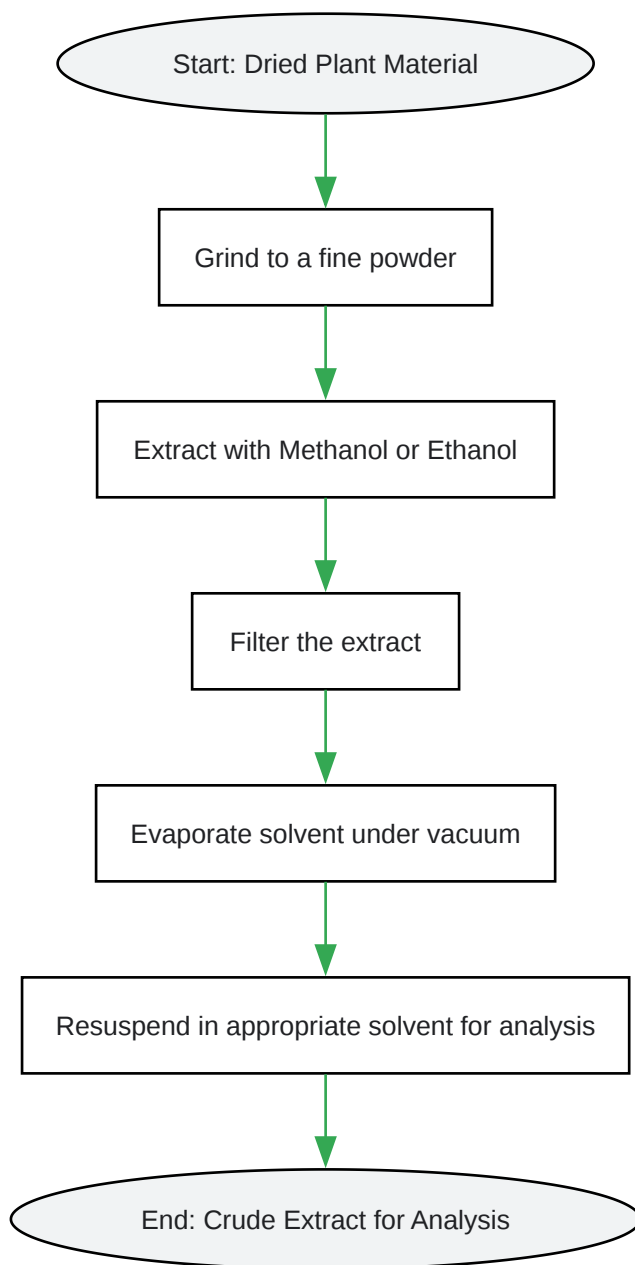 Start: Dried Plant Material
Grind to a fine powder
Extract with Methanol or Ethanol
Filter the extract
Evaporate solvent under vacuum
Resuspend in appropriate solvent for analysis
End: Crude Extract for Analysis